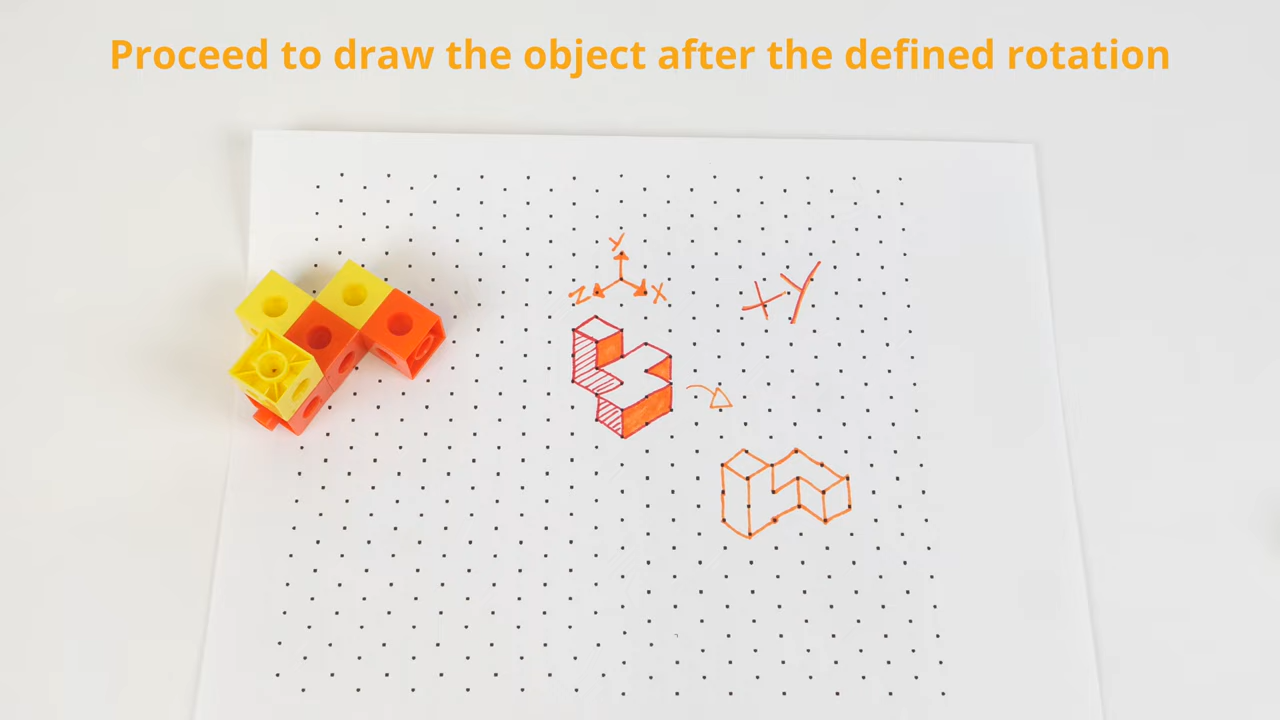 Proceed to draw the object after the defined rotation
Y
Z X
+Y